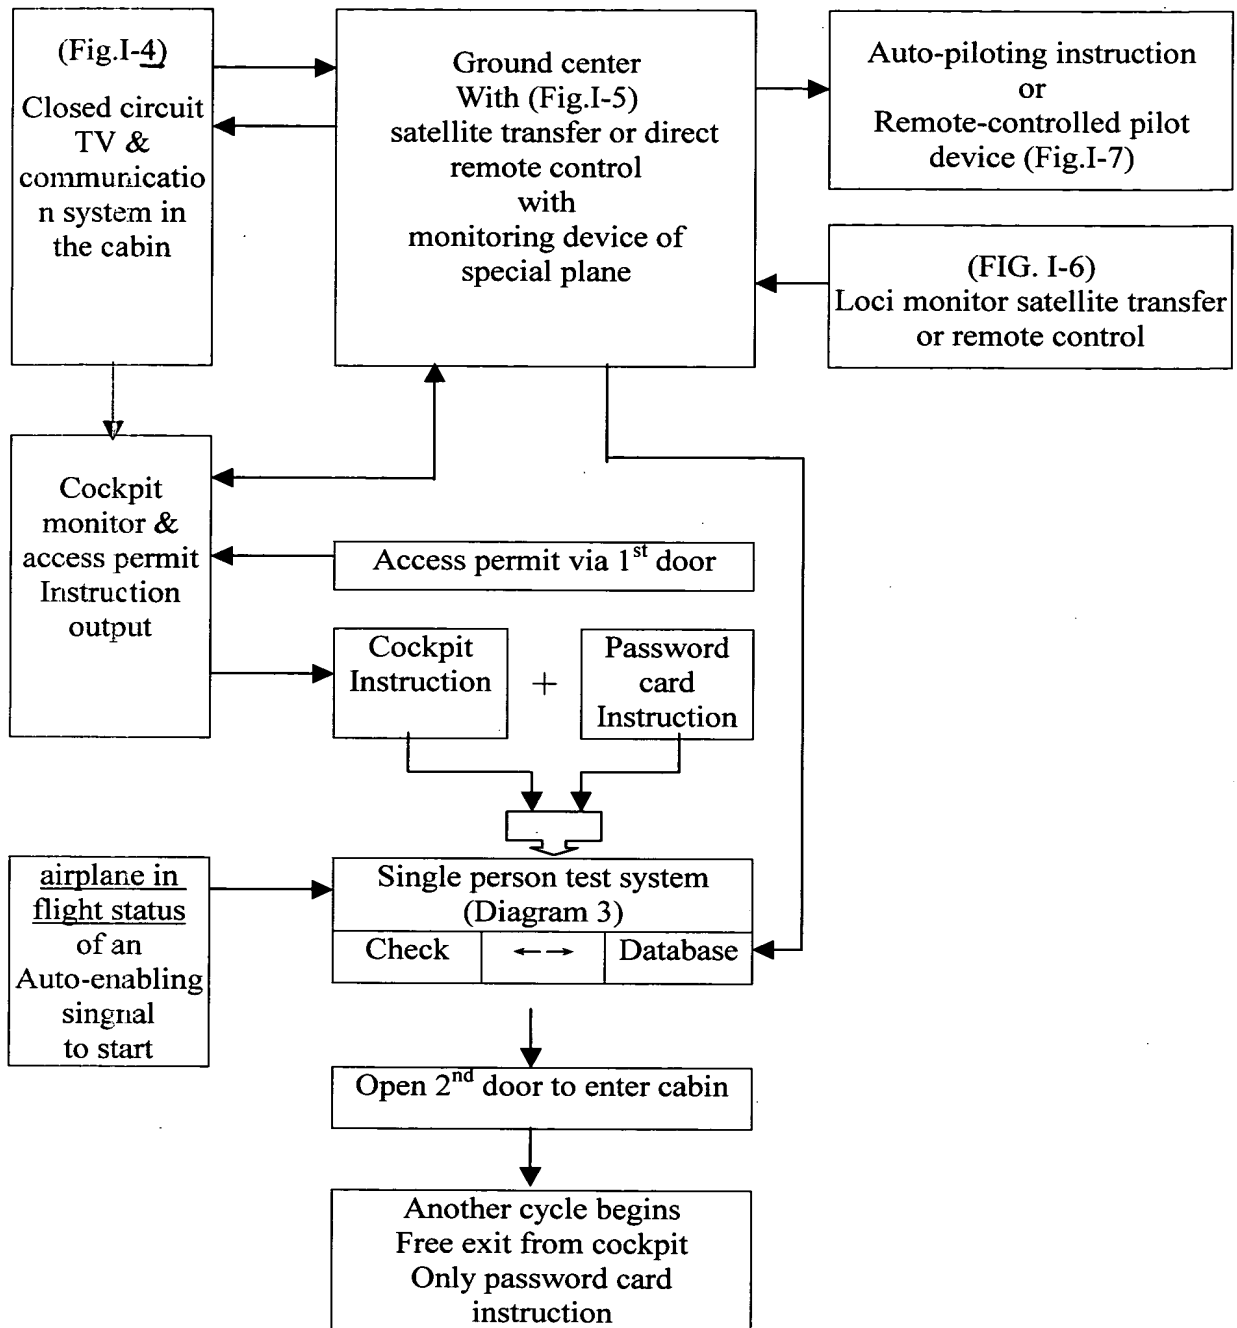 (Fig.I-4)
Closed circuit
TV &
communicatio
n system in
the cabin
Ground center
With (Fig.I-5)
satellite transfer or direct
remote control
with
monitoring device of
special plane
Auto-piloting instruction
or
Remote-controlled pilot
device (Fig.I-7)
(FIG. I-6)
Loci monitor satellite transfer
or remote control
Cockpit
monitor &
access permit
Instruction
output
Access permit via 1st door
Cockpit
Instruction
+
Password
card
Instruction
airplane in
flight status
of an
Auto-enabling
singnal
to start
Single person test system
(Diagram 3)
Check
Database
Open 2nd door to enter cabin
Another cycle begins
Free exit from cockpit
Only password card
instruction